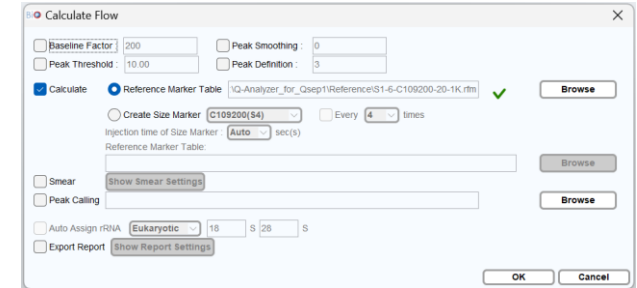 Calculate Flow
Baseline Factor : 200 Peak Smoothing : 0
Peak Threshold : 10.00 Peak Definition : 3
Calculate Reference Marker Table \Q-Analyzer_for_Qsep1\Reference\S1-6-C109200-20-1K.rfm Browse
Create Size Marker C109200(S4) Every 4 times
Injection time of Size Marker : Auto sec(s)
Reference Marker Table:
Browse
Smear Show Smear Settings
Peak Calling Browse
Auto Assign rRNA Eukaryotic 18 S 28 S
Export Report Show Report Settings
OK Cancel